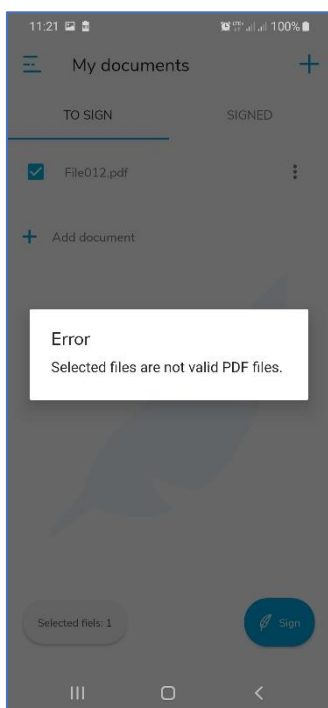 11:21 100%
My documents
TO SIGN SIGNED
File012.pdf
Add document
Error
Selected files are not valid PDF files.
Selected fiels: 1 Sign